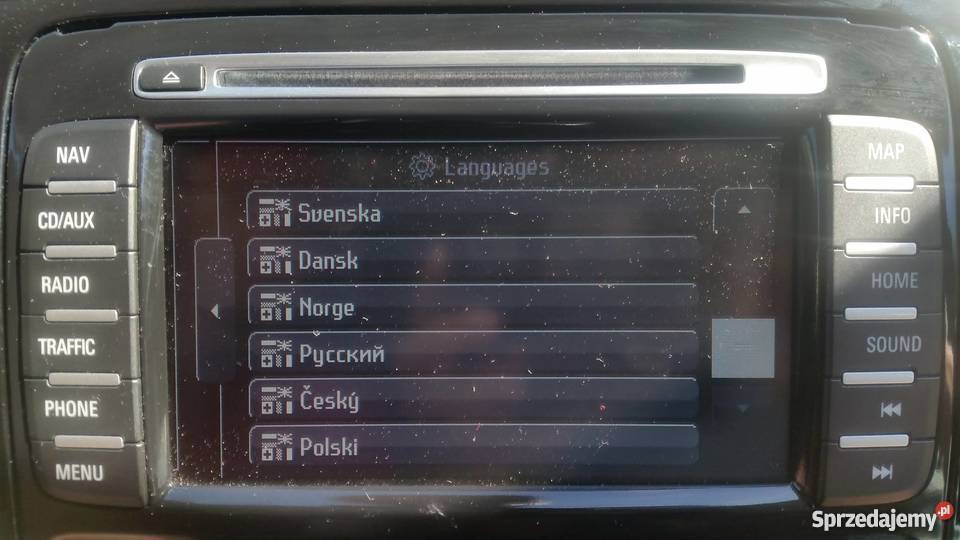 NAV
CD/AUX
RADIO
TRAFFIC
PHONE
MENU
Languages
Svenska
Dansk
Norge
Русский
Český
Polski
MAP
INFO
HOME
SOUND
Sprzedajemy.pl